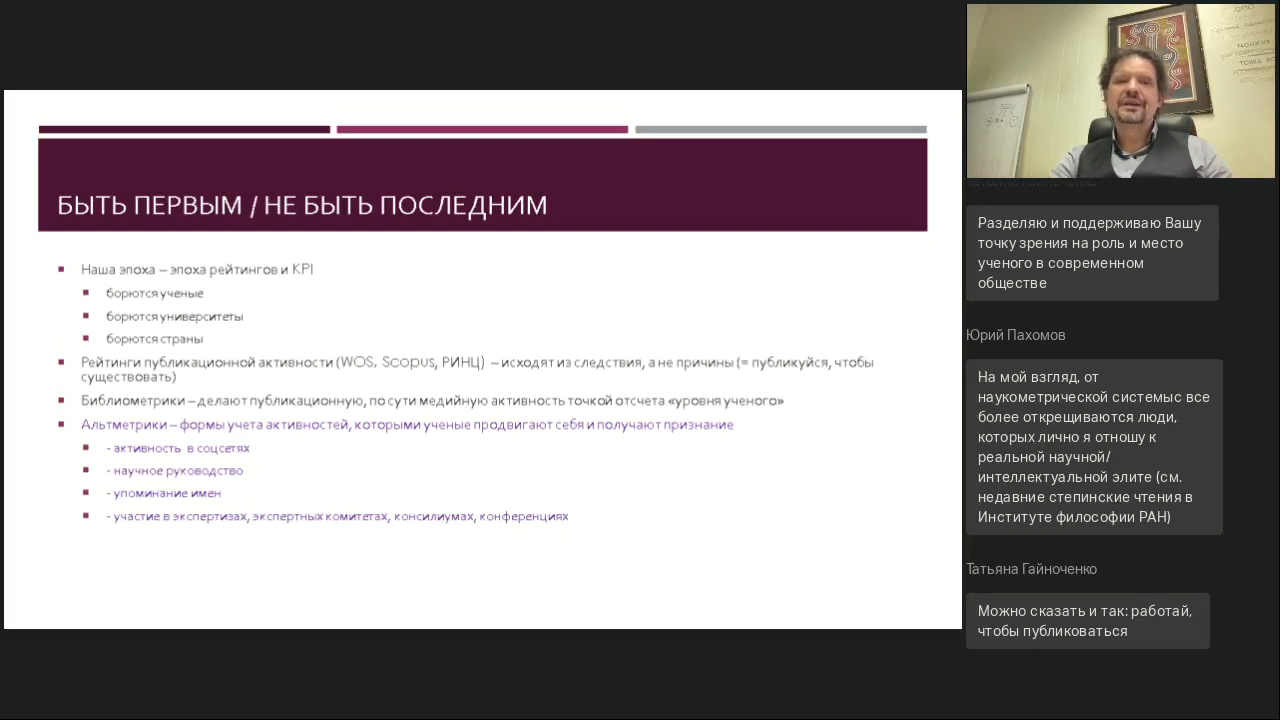 БЫТЬ ПЕРВЫМ / НЕ БЫТЬ ПОСЛЕДНИМ
Наша эпоха – эпоха рейтингов и KPI
борются ученые
борются университеты
борются страны
Рейтинги публикационной активности (WOS, Scopus, РИНЦ) – исходят из следствия, а не причины (= публикуйся, чтобы
существовать)
Библиометрики – делают публикационную, по сути медийную активность точкой отсчета «уровня ученого»
Альтметрики – формы учета активностей, которыми ученые продвигают себя и получают признание
- активность в соцсетях
- научное руководство
- упоминание имен
- участие в экспертизах, экспертных комитетах, консилиумах, конференциях
Разделяю и поддерживаю Вашу
точку зрения на роль и место
ученого в современном
обществе
Юрий Пахомов
На мой взгляд, от
наукометрической системыс все
более открещиваются люди,
которых лично я отношу к
реальной научной/
интеллектуальной элите (см.
недавние степинские чтения в
Институте философии РАН)
Татьяна Гайноченко
Можно сказать и так: работай,
чтобы публиковаться